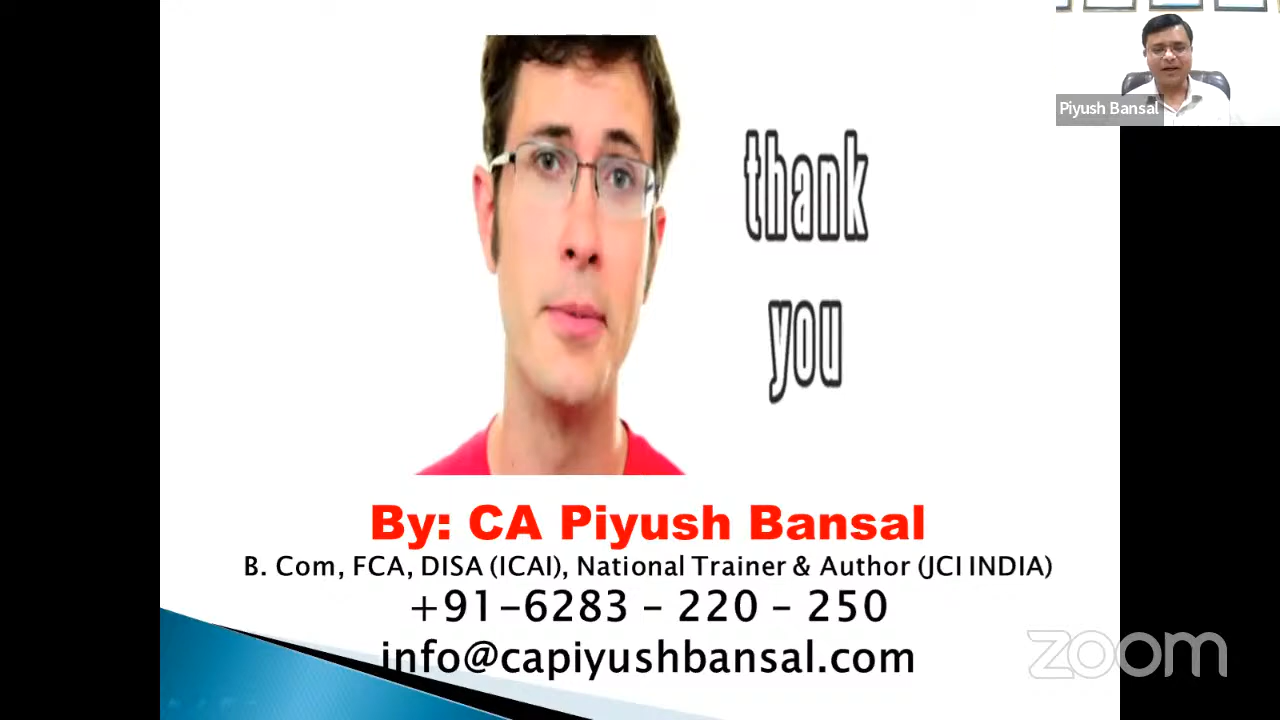 Piyush Bansal
thank
you
By: CA Piyush Bansal
B. Com, FCA, DISA (ICAI), National Trainer & Author (JCI INDIA)
+91-6283 - 220 - 250
info@capiyushbansal.com
zoom